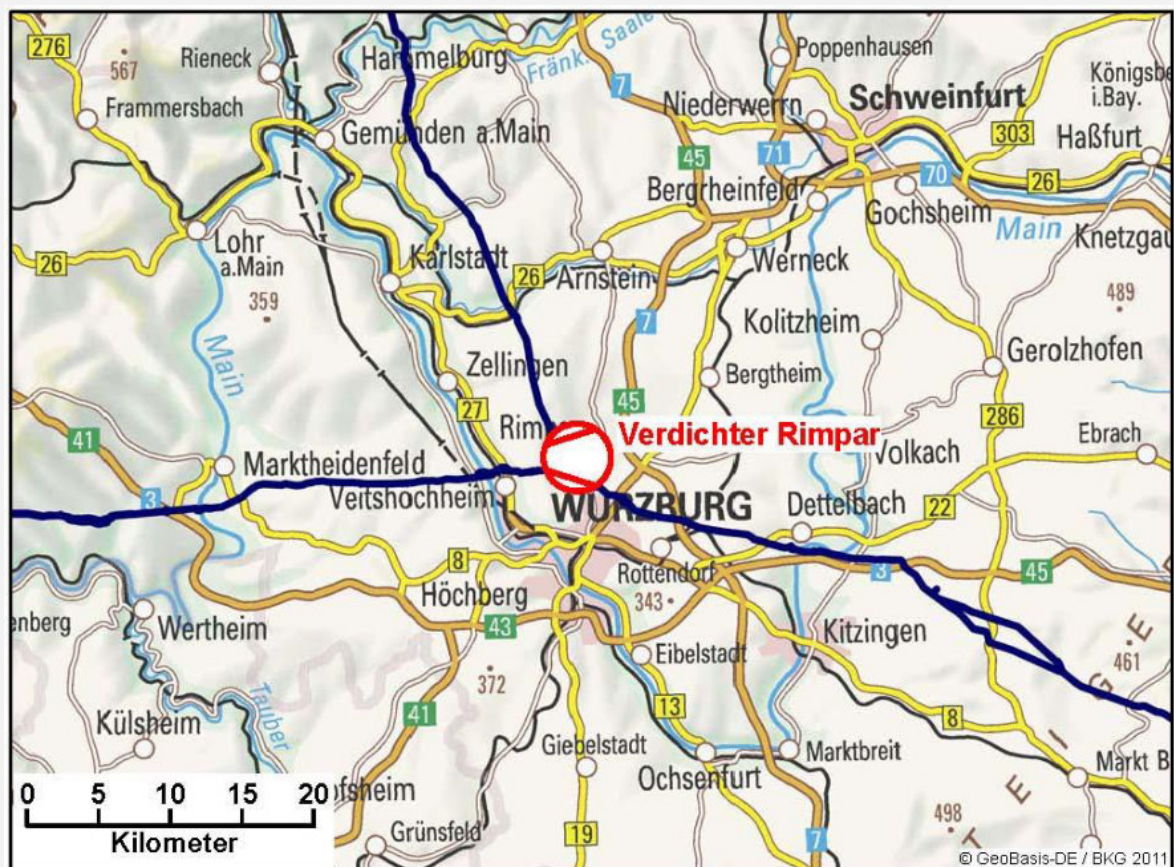 276
567
Rieneck
Hammelburg
Fränk. Saale
Poppenhausen
Königsbe
i.Bay.
Frammersbach
7
Niederwerrn
Schweinfurt
303
Haßfurt
Gemünden a.Main
45
71
Bergrheinfeld
70
26
Gochsheim
Main
Knetzgau
Lohr
a.Main
26
Karlstadt
26
Arnstein
Werneck
359
489
Main
7
Kolitzheim
Gerolzhofen
Zellingen
Bergtheim
27
45
286
41
Rim
Verdichter Rimpar
Volkach
Ebrach
Marktheidenfeld
3
Veitshöchheim
WÜRZBURG
Dettelbach
22
8
3
45
Höchberg
Rottendorf
343
43
Kitzingen
enberg
Wertheim
Eibelstadt
461
372
Tauber
13
41
8
Külsheim
Giebelstadt
Marktbreit
Markt B
Ochsenfurt
0 5 10 15 20
Kilometer
ofsheim
498
T E I G E
Grünsfeld
19
7
© GeoBasis-DE / BKG 2011